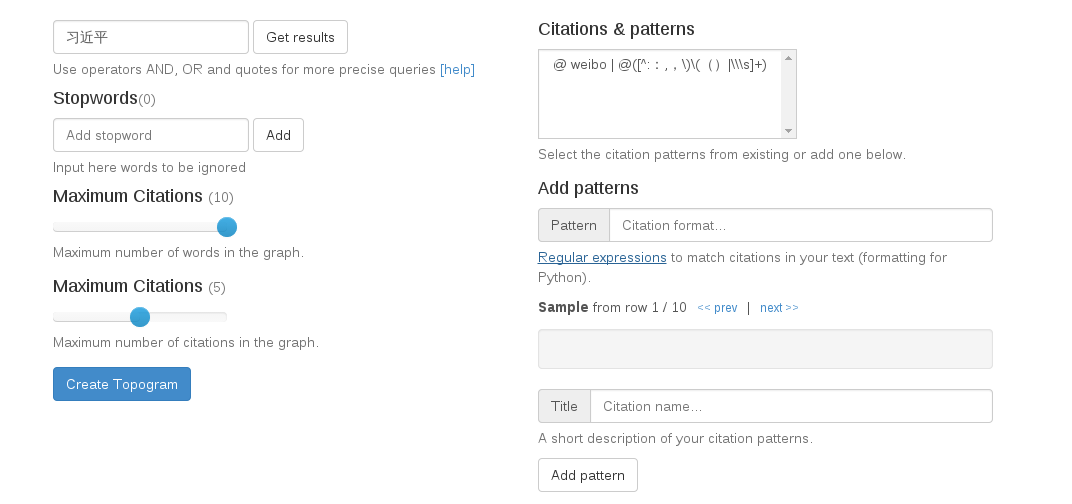 习近平
Get results
Use operators AND, OR and quotes for more precise queries [help]
Stopwords(0)
Add stopword
Add
Input here words to be ignored
Maximum Citations (10)
Maximum number of words in the graph.
Maximum Citations (5)
Maximum number of citations in the graph.
Create Topogram
Citations & patterns
@ weibo | @([^:：,，\)\(（）|\\\s]+)
Select the citation patterns from existing or add one below.
Add patterns
Pattern
Citation format...
Regular expressions to match citations in your text (formatting for
Python).
Sample from row 1 / 10 << prev | next >>
Title
Citation name...
A short description of your citation patterns.
Add pattern